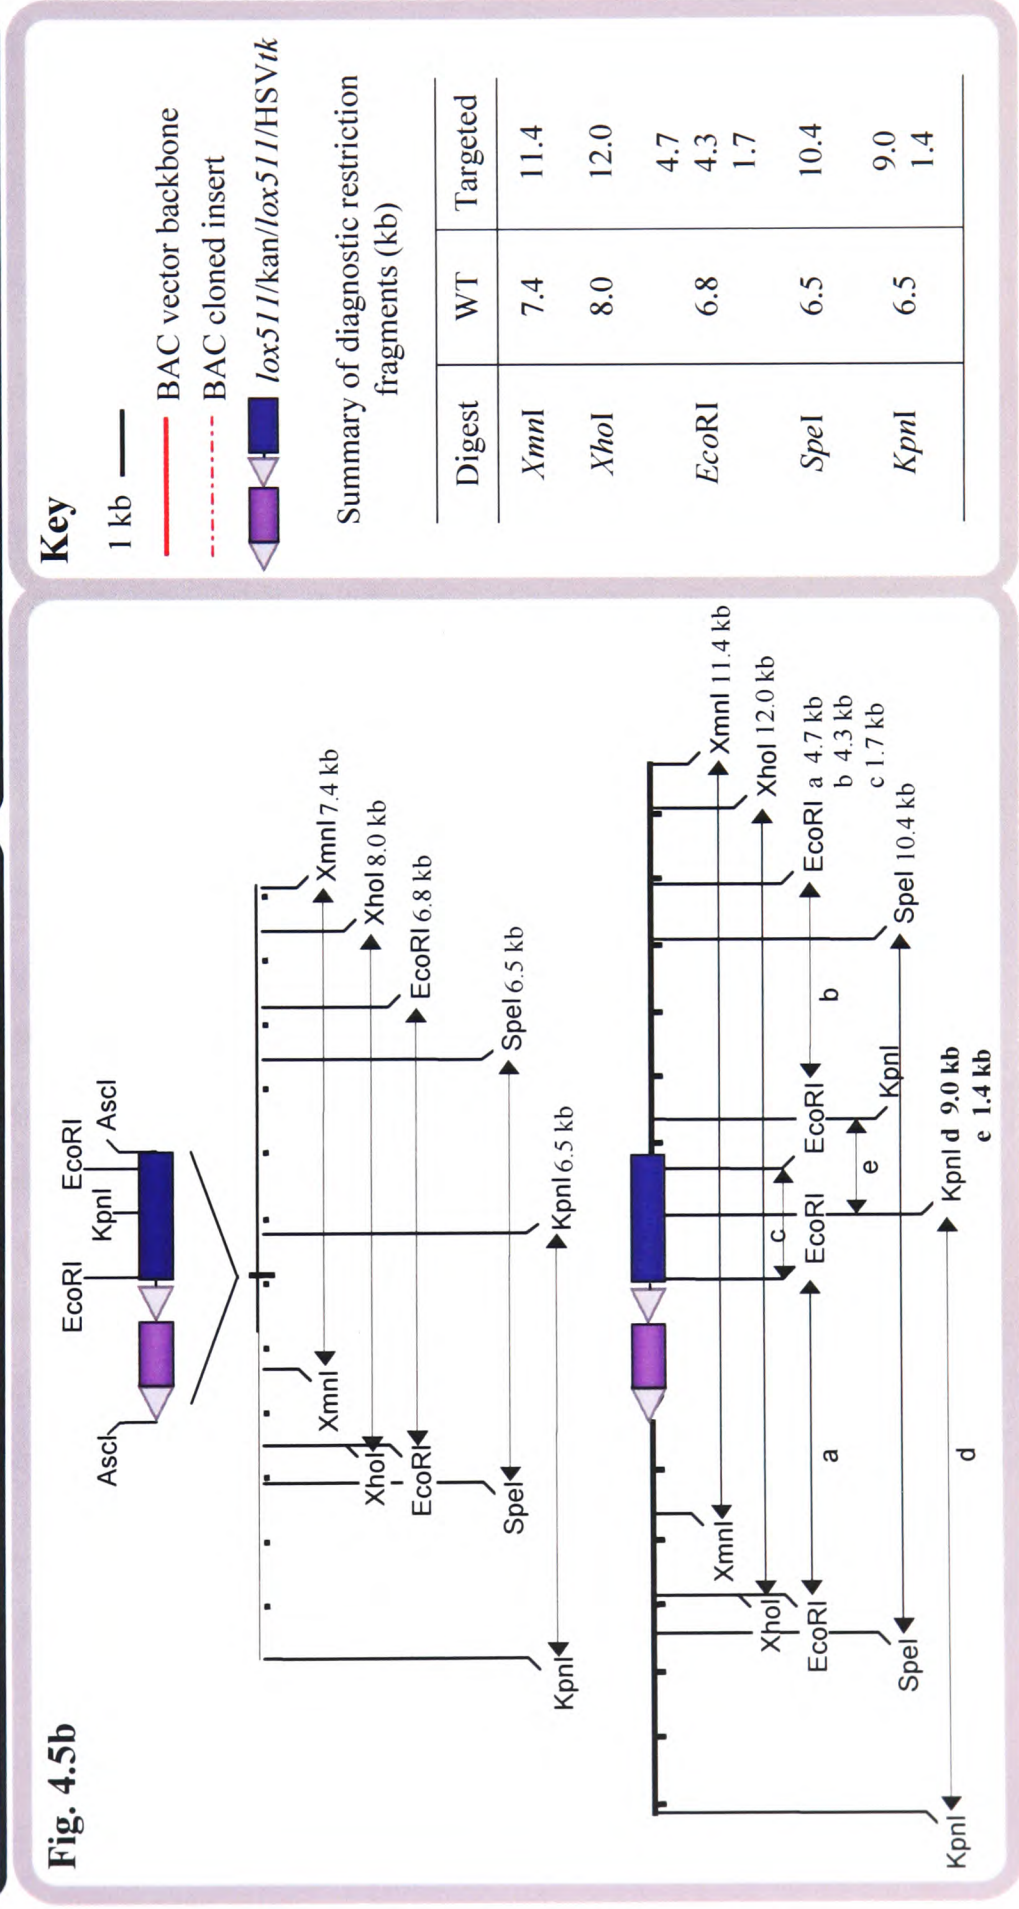 Fig. 4.5b
EcoRI
EcoRI
KpnI
AscI
AscI
XmnI
XmnI 7.4 kb
XhoI
XhoI 8.0 kb
EcoRI
EcoRI 6.8 kb
SpeI
SpeI 6.5 kb
KpnI
KpnI 6.5 kb
XmnI
XmnI 11.4 kb
XhoI
XhoI 12.0 kb
c
EcoRI
a
EcoRI
EcoRI
b
EcoRI a 4.7 kb
b 4.3 kb
c 1.7 kb
e
KpnI
SpeI
SpeI 10.4 kb
KpnI
d
KpnI d 9.0 kb
e 1.4 kb
Key
1 kb
BAC vector backbone
BAC cloned insert
lox511/kan/lox511/HSVtk
Summary of diagnostic restriction
fragments (kb)
Digest WT Targeted
XmnI 7.4 11.4
XhoI 8.0 12.0
EcoRI 6.8 4.7
4.3
1.7
SpeI 6.5 10.4
KpnI 6.5 9.0
1.4